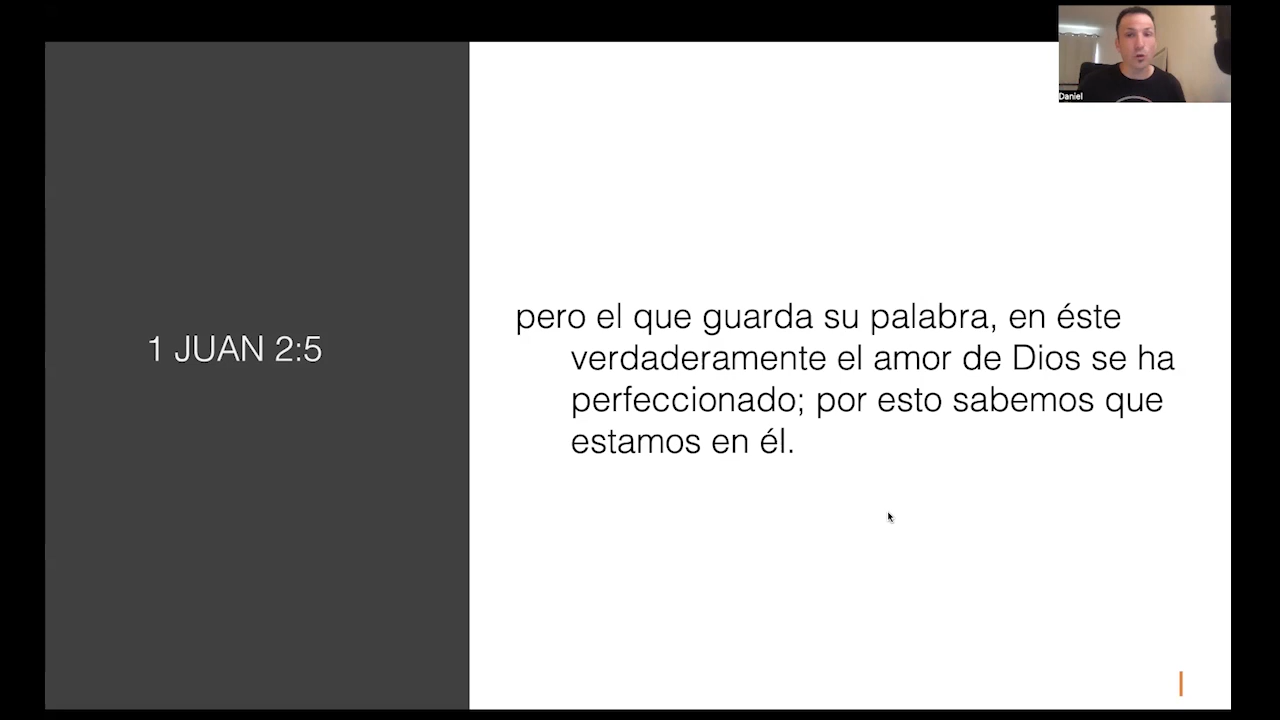 Daniel
1 JUAN 2:5
pero el que guarda su palabra, en éste
verdaderamente el amor de Dios se ha
perfeccionado; por esto sabemos que
estamos en él.